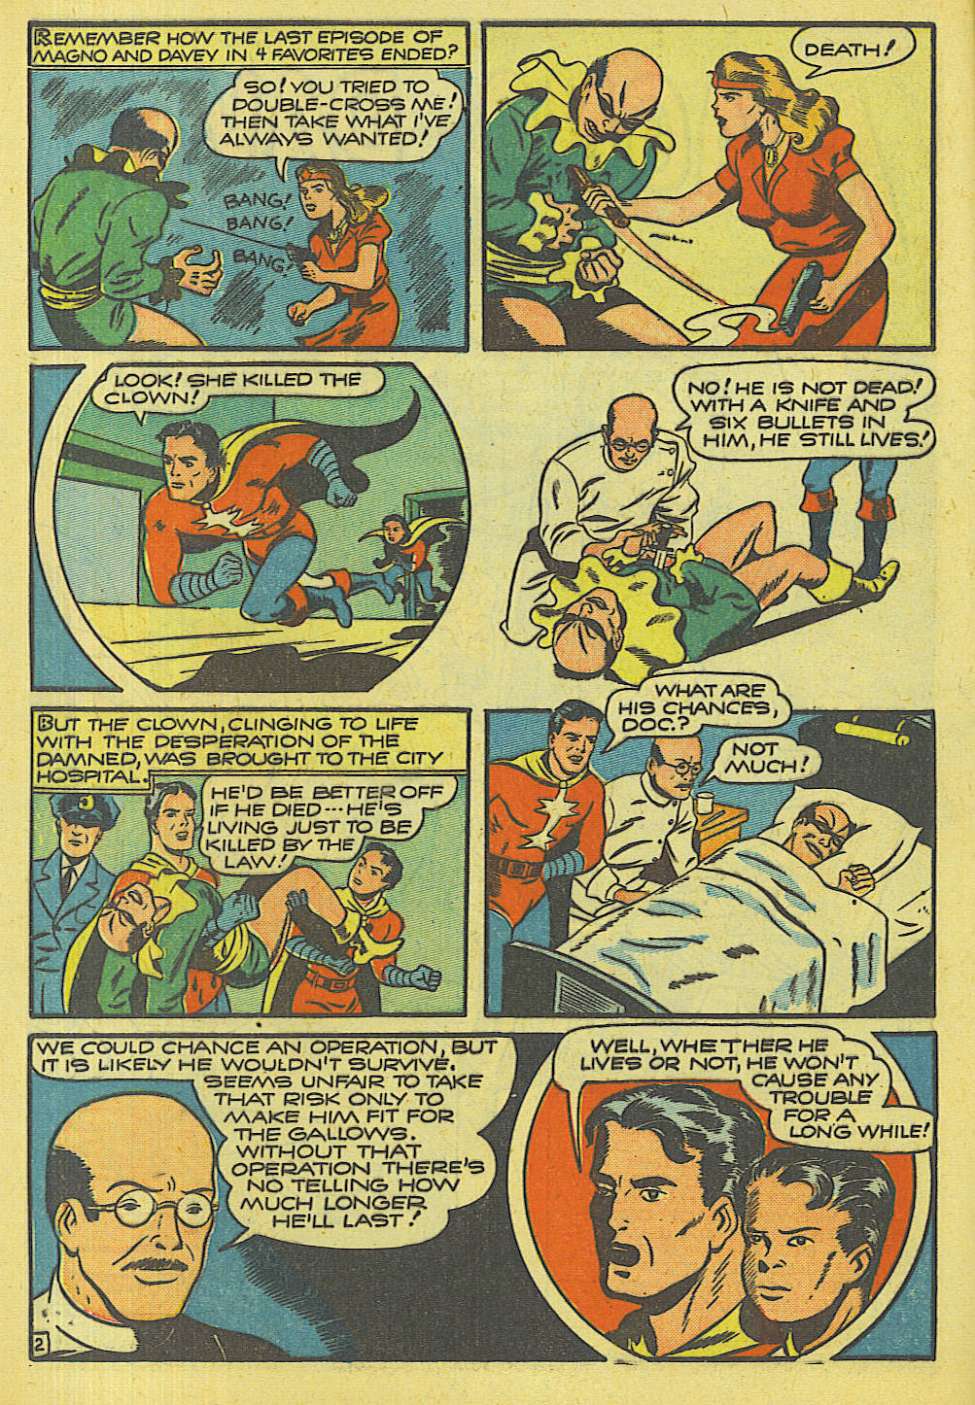 REMEMBER HOW THE LAST EPISODE OF
MAGNO AND DAVEY IN 4 FAVORITES ENDED?
SO! YOU TRIED TO
DOUBLE-CROSS ME!
THEN TAKE WHAT I'VE
ALWAYS WANTED!
BANG!
BANG!
BANG!
DEATH!
LOOK! SHE KILLED THE
CLOWN!
NO! HE IS NOT DEAD!
WITH A KNIFE AND
SIX BULLETS IN
HIM, HE STILL LIVES!
BUT THE CLOWN, CLINGING TO LIFE
WITH THE DESPERATION OF THE
DAMNED, WAS BROUGHT TO THE CITY
HOSPITAL.
HE'D BE BETTER OFF
IF HE DIED --- HE'S
LIVING JUST TO BE
KILLED BY THE
LAW!
WHAT ARE
HIS CHANCES,
DOC.?
NOT
MUCH!
WE COULD CHANCE AN OPERATION, BUT
IT IS LIKELY HE WOULDN'T SURVIVE.
SEEMS UNFAIR TO TAKE
THAT RISK ONLY TO
MAKE HIM FIT FOR
THE GALLOWS.
WITHOUT THAT
OPERATION THERE'S
NO TELLING HOW
MUCH LONGER
HE'LL LAST!
WELL, WHETHER HE
LIVES OR NOT, HE WON'T
CAUSE ANY
TROUBLE
FOR A
LONG WHILE!
2